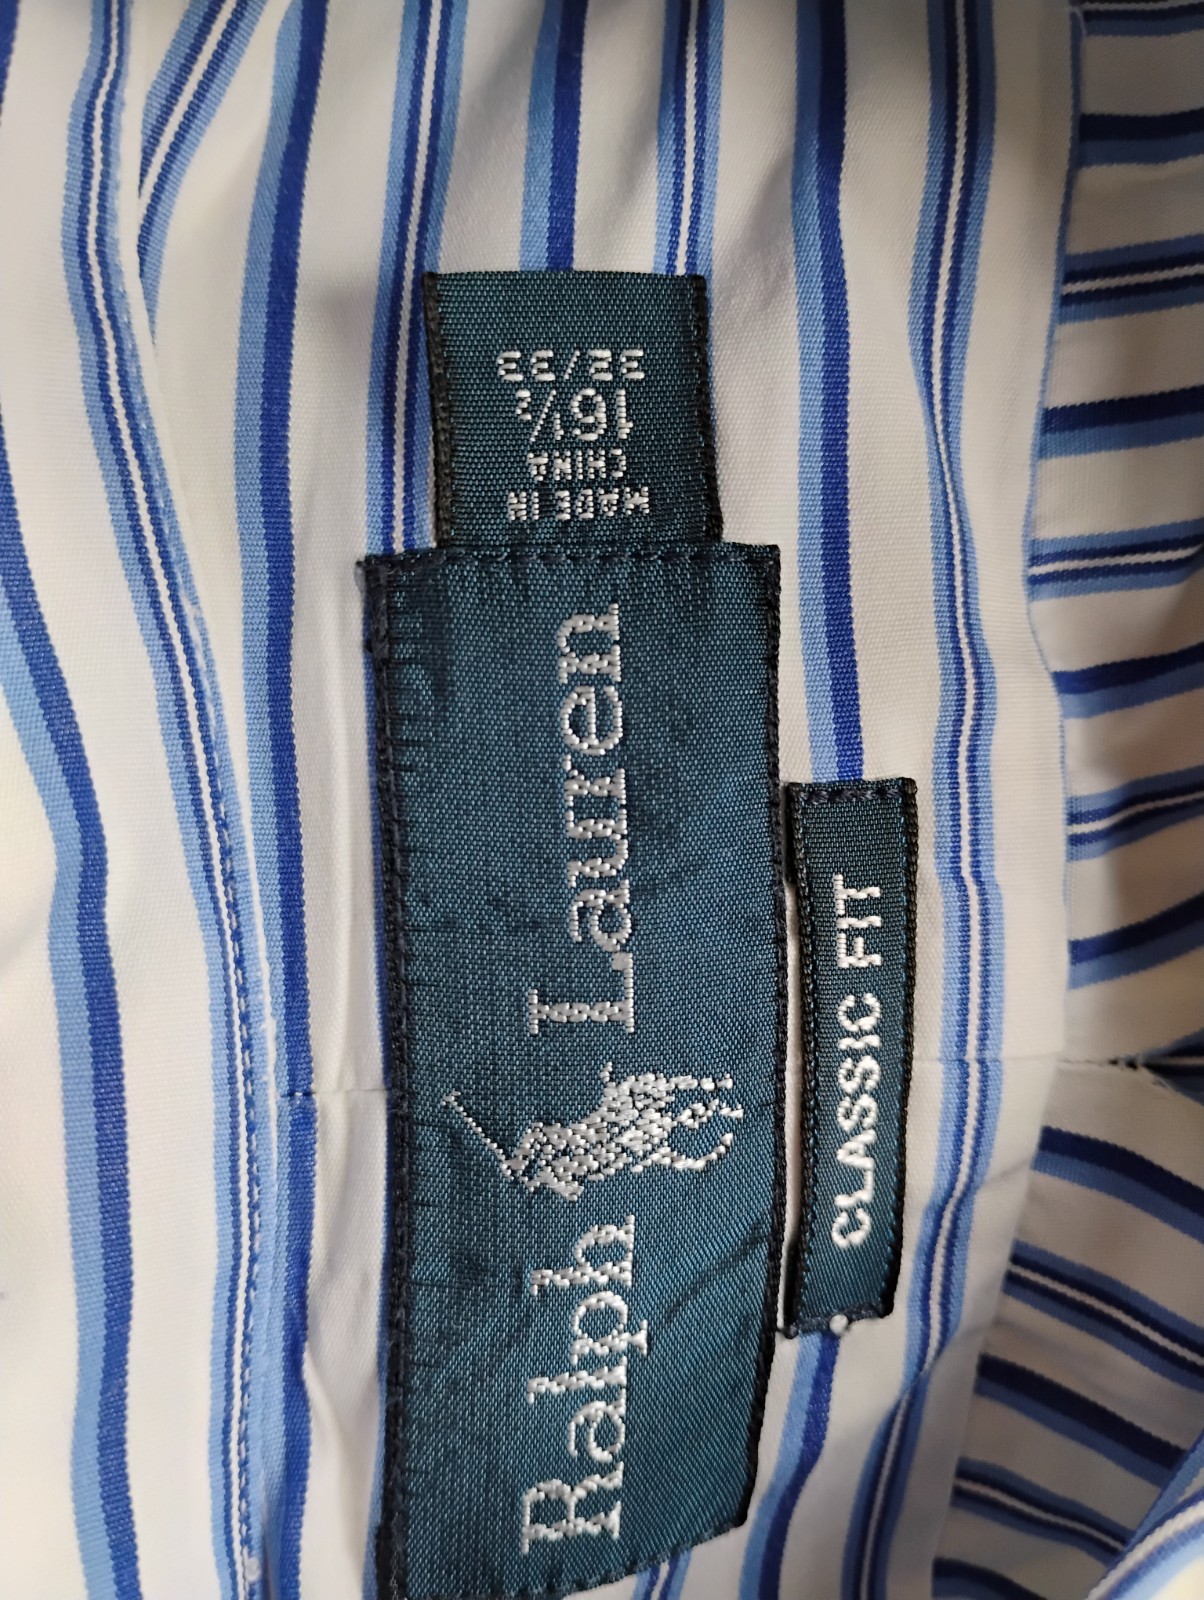 Ralph Lauren
CLASSIC FIT
MADE IN
CHINA
16½
32/33